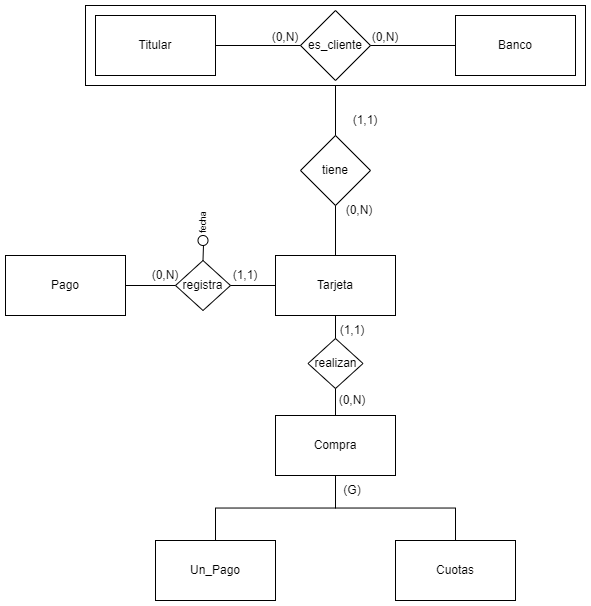 Titular
(0,N)
es_cliente
(0,N)
Banco
(1,1)
tiene
(0,N)
fecha
Pago
(0,N)
registra
(1,1)
Tarjeta
(1,1)
realizan
(0,N)
Compra
(G)
Un_Pago
Cuotas